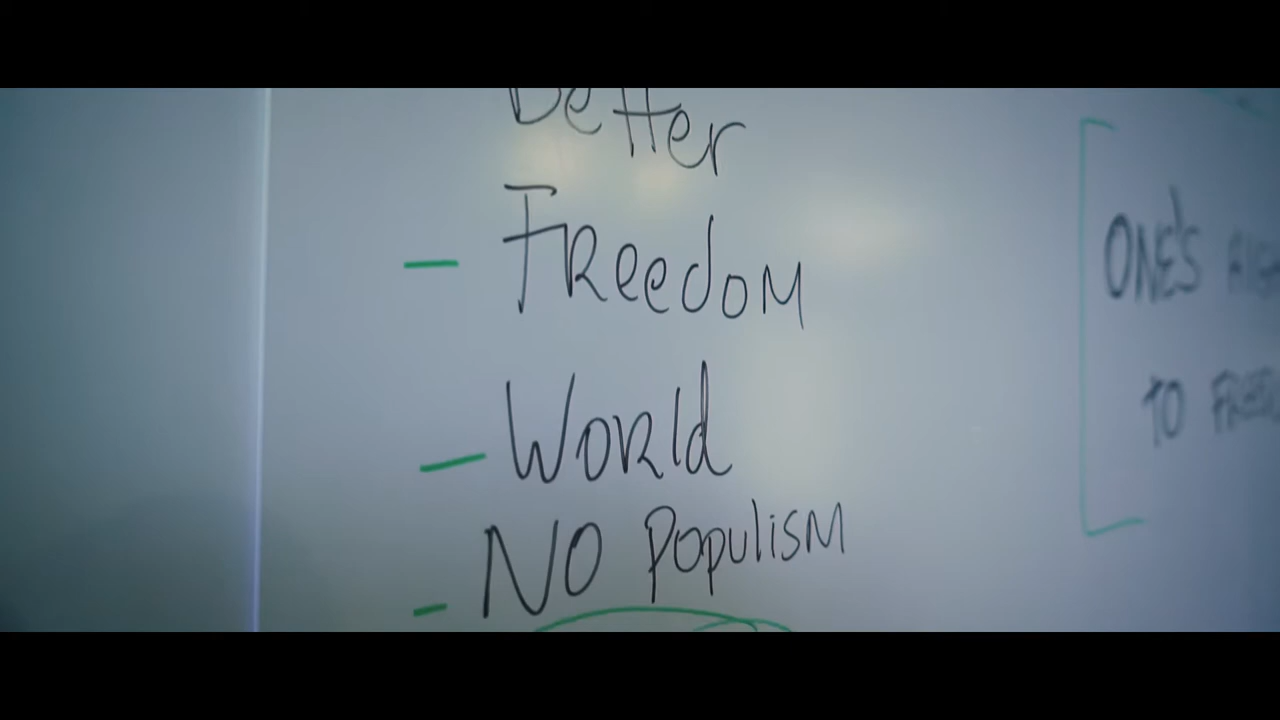 Better
- Freedom
- World
- No Populism
ONE'S
TO